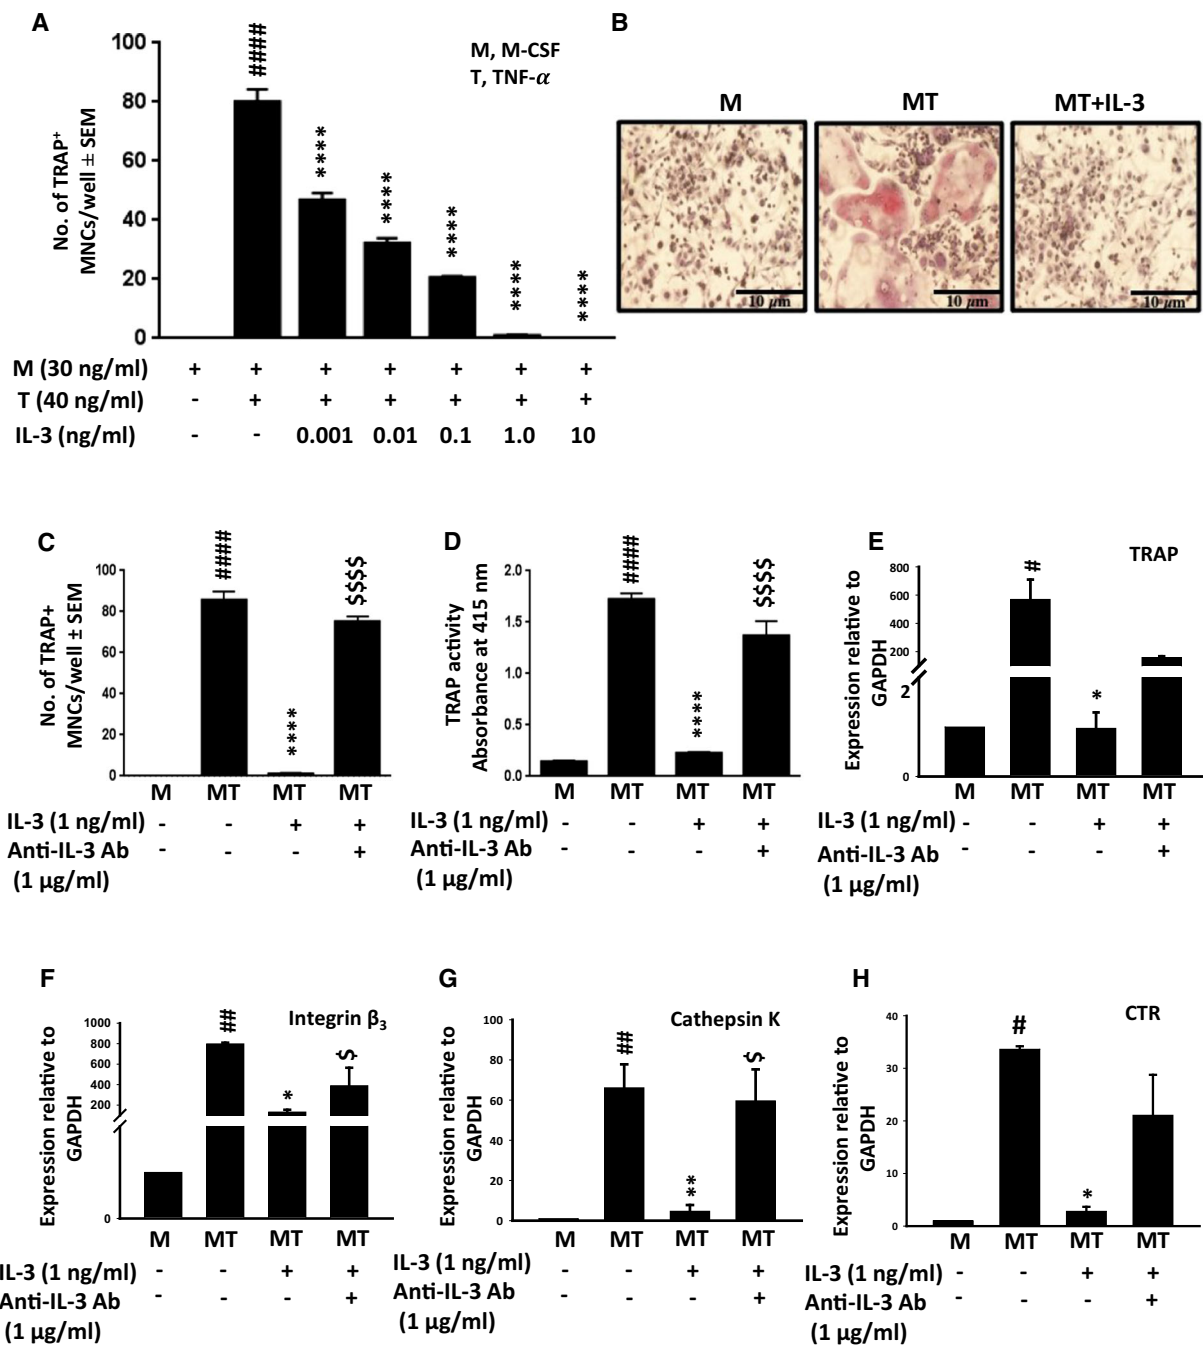 A
B
No. of TRAP⁺
MNCs/well ± SEM
100
80
60
40
20
0
####
****
****
****
****
****
M, M-CSF
T, TNF-α
M (30 ng/ml) + + + + + + +
T (40 ng/ml) - + + + + + +
IL-3 (ng/ml) - - 0.001 0.01 0.1 1.0 10
M MT MT+IL-3
10 µm 10 µm 10 µm
C
No. of TRAP+
MNCs/well ± SEM
100
80
60
40
20
0
####
****
$$$$
M MT MT MT
IL-3 (1 ng/ml) - - + +
Anti-IL-3 Ab - - - +
(1 µg/ml)
D
TRAP activity
Absorbance at 415 nm
2.0
1.5
1.0
0.5
0.0
####
****
$$$$
M MT MT MT
IL-3 (1 ng/ml) - - + +
Anti-IL-3 Ab - - - +
(1 µg/ml)
E
TRAP
Expression relative to
GAPDH
800
600
400
200
2
0
#
*
M MT MT MT
IL-3 (1 ng/ml) - - + +
Anti-IL-3 Ab - - - +
(1 µg/ml)
F
Integrin β₃
Expression relative to
GAPDH
1000
800
600
400
200
0
##
*
$
M MT MT MT
IL-3 (1 ng/ml) - - + +
Anti-IL-3 Ab - - - +
(1 µg/ml)
G
Cathepsin K
Expression relative to
GAPDH
100
80
60
40
20
0
##
**
$
M MT MT MT
IL-3 (1 ng/ml) - - + +
Anti-IL-3 Ab - - - +
(1 µg/ml)
H
CTR
Expression relative to
GAPDH
40
30
20
10
0
#
*
M MT MT MT
IL-3 (1 ng/ml) - - + +
Anti-IL-3 Ab - - - +
(1 µg/ml)